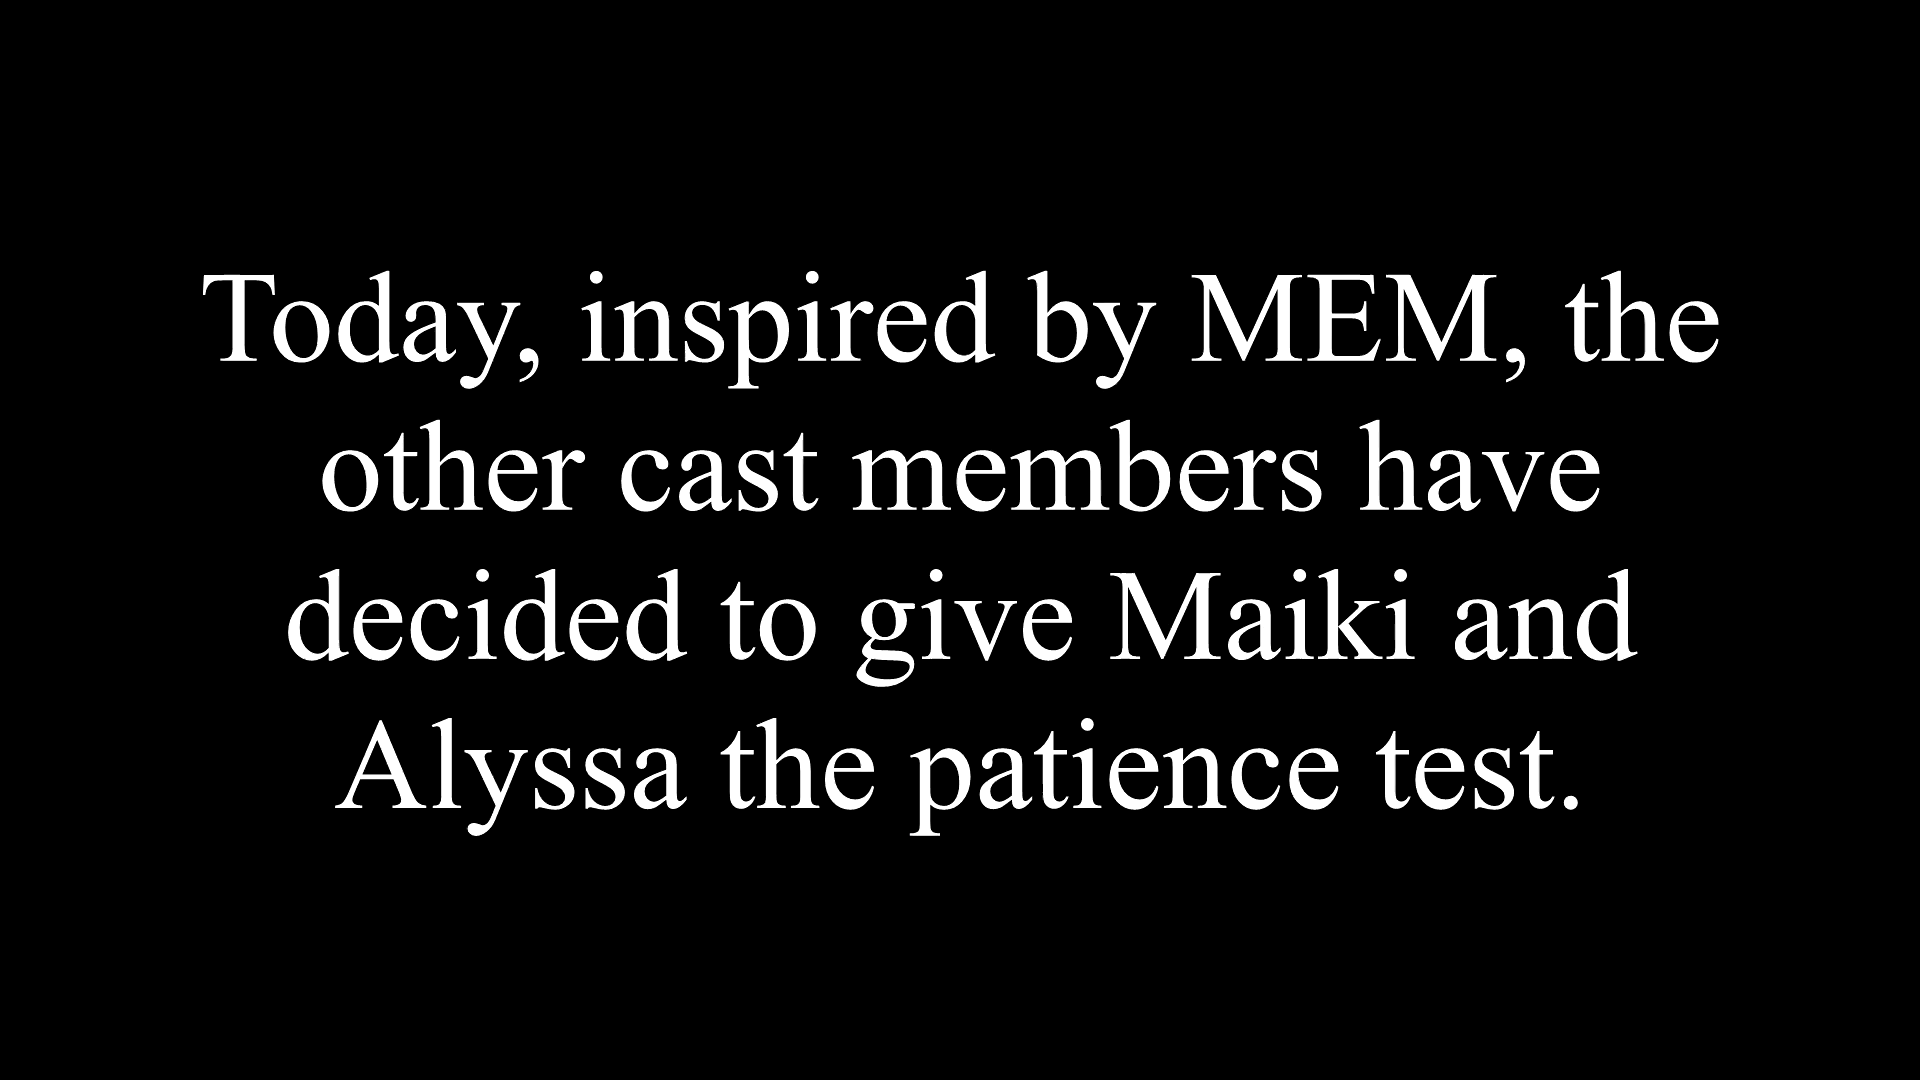 Today, inspired by MEM, the
other cast members have
decided to give Maiki and
Alyssa the patience test.